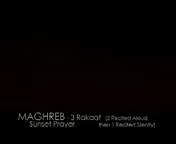 MAGHREB - 3 Rakaat (2 Recited Aloud,
Sunset Prayer then 1 Recited Silently)